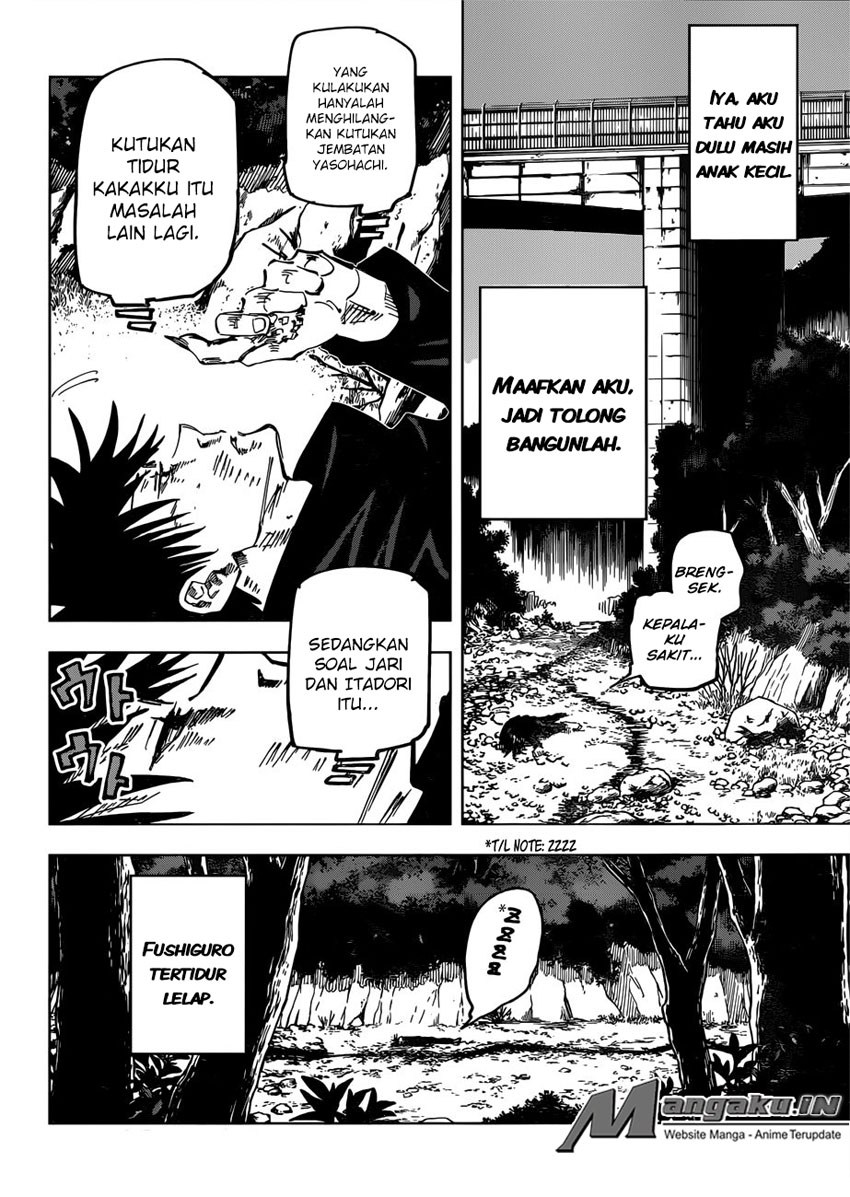 IYA, AKU
TAHU AKU
DULU MASIH
ANAK KECIL.
MAAFKAN AKU,
JADI TOLONG
BANGUNLAH.
BRENG-
SEK.
KEPALA-
KU
SAKIT...
YANG
KULAKUKAN
HANYALAH
MENGHILANG-
KAN KUTUKAN
JEMBATAN
YASOHACHI.
KUTUKAN
TIDUR
KAKAKKU ITU
MASALAH
LAIN LAGI.
SEDANGKAN
SOAL JARI
DAN ITADORI
ITU...
ウト
ウト
*T/L NOTE: ZZZZ
*ZZZZ
FUSHIGURO
TERTIDUR
LELAP.
Mangaku.IN
Website Manga - Anime Terupdate